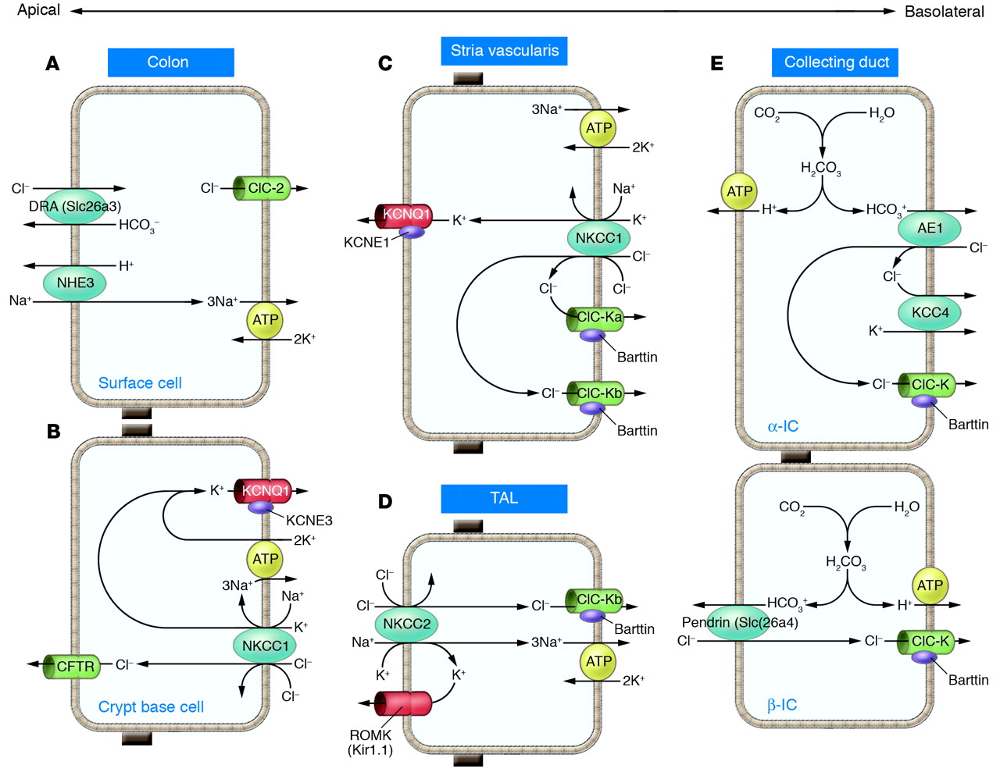 Apical
Basolateral
A
Colon
Cl⁻
DRA (Slc26a3)
HCO₃⁻
Cl⁻
ClC-2
H⁺
NHE3
Na⁺
3Na⁺
ATP
2K⁺
Surface cell
B
K⁺
KCNQ1
KCNE3
2K⁺
ATP
3Na⁺
Na⁺
K⁺
NKCC1
CFTR
Cl⁻
Cl⁻
Cl⁻
Crypt base cell
C
Stria vascularis
3Na⁺
ATP
2K⁺
Na⁺
KCNQ1
K⁺
K⁺
KCNE1
NKCC1
Cl⁻
Cl⁻
Cl⁻
ClC-Ka
Barttin
Cl⁻
ClC-Kb
Barttin
D
TAL
Cl⁻
Cl⁻
Cl⁻
ClC-Kb
NKCC2
Barttin
Na⁺
3Na⁺
K⁺
K⁺
ATP
2K⁺
ROMK
(Kir1.1)
E
Collecting duct
CO₂
H₂O
H₂CO₃
ATP
H⁺
HCO₃⁺
AE1
Cl⁻
Cl⁻
KCC4
K⁺
Cl⁻
ClC-K
Barttin
α-IC
CO₂
H₂O
H₂CO₃
ATP
HCO₃⁺
H⁺
Pendrin (Slc(26a4)
Cl⁻
Cl⁻
ClC-K
Barttin
β-IC